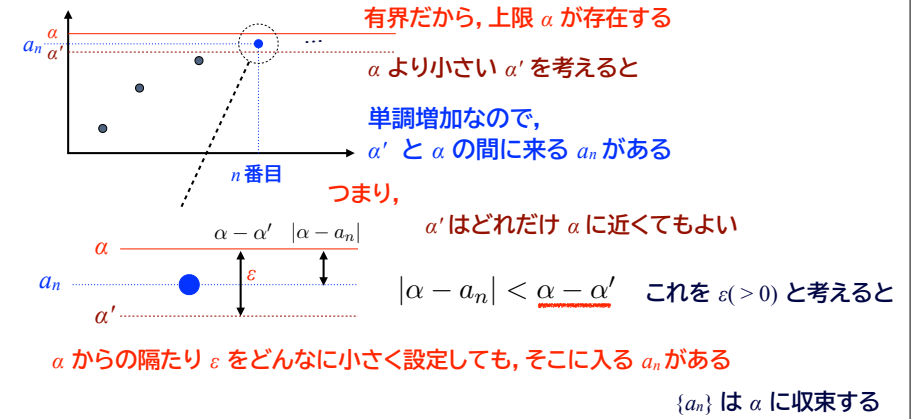 有界だから, 上限 α が存在する
α
aₙ
α′
…
α より小さい α′ を考えると
単調増加なので,
α′ と α の間に来る aₙ がある
n 番目
つまり,
α′ はどれだけ α に近くてもよい
α − α′ |α − aₙ|
α
ε
aₙ
α′
|α − aₙ| < α − α′ これを ε( > 0) と考えると
α からの隔たり ε をどんなに小さく設定しても, そこに入る aₙ がある
{aₙ} は α に収束する